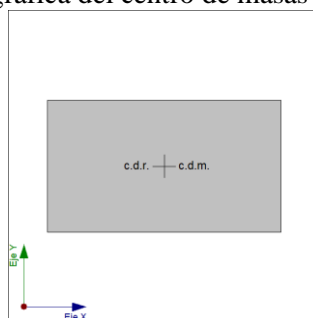 gráfica del centro de masas
c.d.r. c.d.m.
Eje Y
Eje X